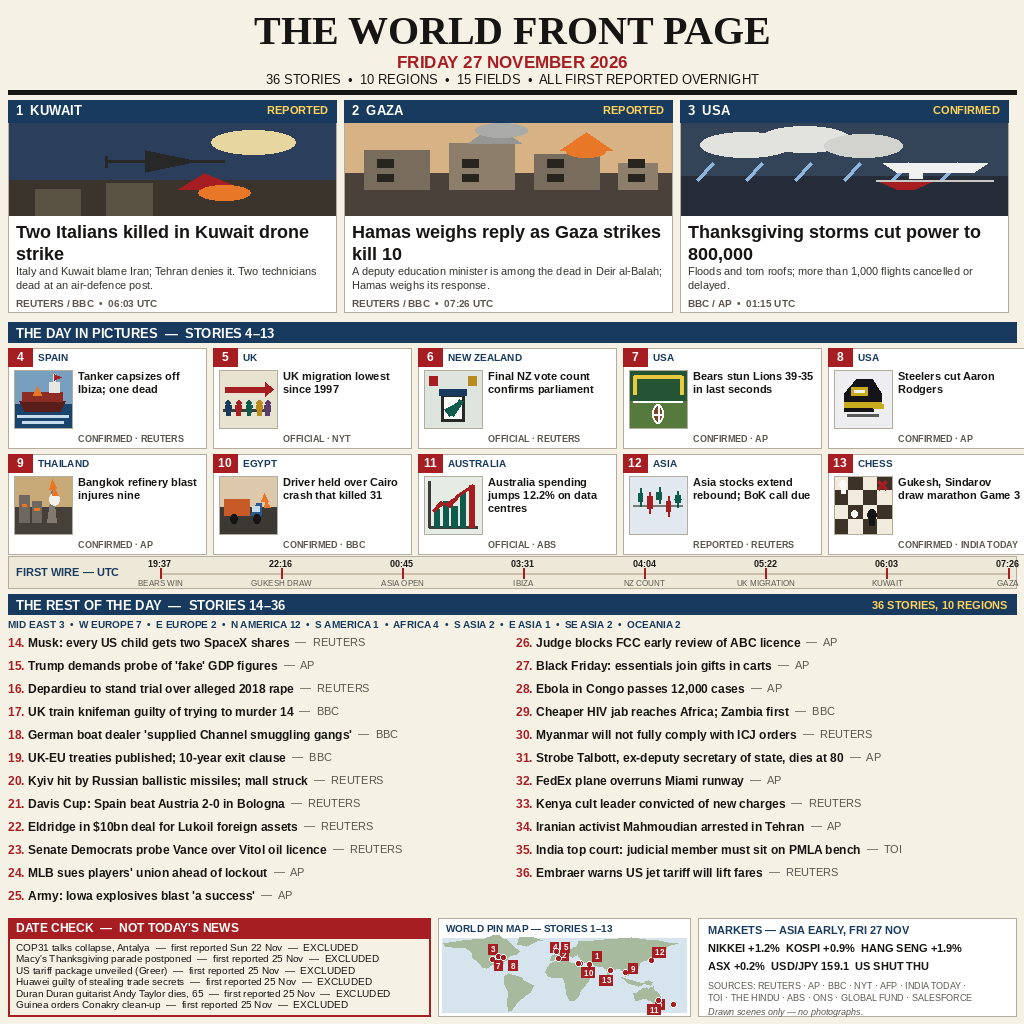 THE WORLD FRONT PAGE
FRIDAY 27 NOVEMBER 2026
36 STORIES • 10 REGIONS • 15 FIELDS • ALL FIRST REPORTED OVERNIGHT
1 KUWAIT REPORTED
Two Italians killed in Kuwait drone
strike
Italy and Kuwait blame Iran; Tehran denies it. Two technicians
dead at an air-defence post.
REUTERS / BBC • 06:03 UTC
2 GAZA REPORTED
Hamas weighs reply as Gaza strikes
kill 10
A deputy education minister is among the dead in Deir al-Balah;
Hamas weighs its response.
REUTERS / BBC • 07:26 UTC
3 USA CONFIRMED
Thanksgiving storms cut power to
800,000
Floods and torn roofs; more than 1,000 flights cancelled or
delayed.
BBC / AP • 01:15 UTC
THE DAY IN PICTURES — STORIES 4–13
4 SPAIN
Tanker capsizes off
Ibiza; one dead
CONFIRMED · REUTERS
5 UK
UK migration lowest
since 1997
OFFICIAL · NYT
6 NEW ZEALAND
Final NZ vote count
confirms parliament
OFFICIAL · REUTERS
7 USA
Bears stun Lions 39-35
in last seconds
CONFIRMED · AP
8 USA
Steelers cut Aaron
Rodgers
CONFIRMED · AP
9 THAILAND
Bangkok refinery blast
injures nine
CONFIRMED · AP
10 EGYPT
Driver held over Cairo
crash that killed 31
CONFIRMED · BBC
11 AUSTRALIA
Australia spending
jumps 12.2% on data
centres
OFFICIAL · ABS
12 ASIA
Asia stocks extend
rebound; BoK call due
REPORTED · REUTERS
13 CHESS
Gukesh, Sindarov
draw marathon Game 3
CONFIRMED · INDIA TODAY
FIRST WIRE — UTC
19:37 22:16 00:45 03:31 04:04 05:22 06:03 07:26
BEARS WIN GUKESH DRAW ASIA OPEN IBIZA NZ COUNT UK MIGRATION KUWAIT GAZA
THE REST OF THE DAY — STORIES 14–36 36 STORIES, 10 REGIONS
MID EAST 3 • W EUROPE 7 • E EUROPE 2 • N AMERICA 12 • S AMERICA 1 • AFRICA 4 • S ASIA 2 • E ASIA 1 • SE ASIA 2 • OCEANIA 2
14. Musk: every US child gets two SpaceX shares — REUTERS
15. Trump demands probe of 'fake' GDP figures — AP
16. Depardieu to stand trial over alleged 2018 rape — REUTERS
17. UK train knifeman guilty of trying to murder 14 — BBC
18. German boat dealer 'supplied Channel smuggling gangs' — BBC
19. UK-EU treaties published; 10-year exit clause — BBC
20. Kyiv hit by Russian ballistic missiles; mall struck — REUTERS
21. Davis Cup: Spain beat Austria 2-0 in Bologna — REUTERS
22. Eldridge in $10bn deal for Lukoil foreign assets — REUTERS
23. Senate Democrats probe Vance over Vitol oil licence — REUTERS
24. MLB sues players' union ahead of lockout — AP
25. Army: Iowa explosives blast 'a success' — AP
26. Judge blocks FCC early review of ABC licence — AP
27. Black Friday: essentials join gifts in carts — AP
28. Ebola in Congo passes 12,000 cases — AP
29. Cheaper HIV jab reaches Africa; Zambia first — BBC
30. Myanmar will not fully comply with ICJ orders — REUTERS
31. Strobe Talbott, ex-deputy secretary of state, dies at 80 — AP
32. FedEx plane overruns Miami runway — AP
33. Kenya cult leader convicted of new charges — REUTERS
34. Iranian activist Mahmoudian arrested in Tehran — AP
35. India top court: judicial member must sit on PMLA bench — TOI
36. Embraer warns US jet tariff will lift fares — REUTERS
DATE CHECK — NOT TODAY'S NEWS
COP31 talks collapse, Antalya — first reported Sun 22 Nov — EXCLUDED
Macy's Thanksgiving parade postponed — first reported 25 Nov — EXCLUDED
US tariff package unveiled (Greer) — first reported 25 Nov — EXCLUDED
Huawei guilty of stealing trade secrets — first reported 25 Nov — EXCLUDED
Duran Duran guitarist Andy Taylor dies, 65 — first reported 25 Nov — EXCLUDED
Guinea orders Conakry clean-up — first reported 25 Nov — EXCLUDED
WORLD PIN MAP — STORIES 1–13
3 4 5 2 1 12
7 8 10 13 9
11
MARKETS — ASIA EARLY, FRI 27 NOV
NIKKEI +1.2% KOSPI +0.9% HANG SENG +1.9%
ASX +0.2% USD/JPY 159.1 US SHUT THU
SOURCES: REUTERS · AP · BBC · NYT · AFP · INDIA TODAY ·
TOI · THE HINDU · ABS · ONS · GLOBAL FUND · SALESFORCE
Drawn scenes only — no photographs.